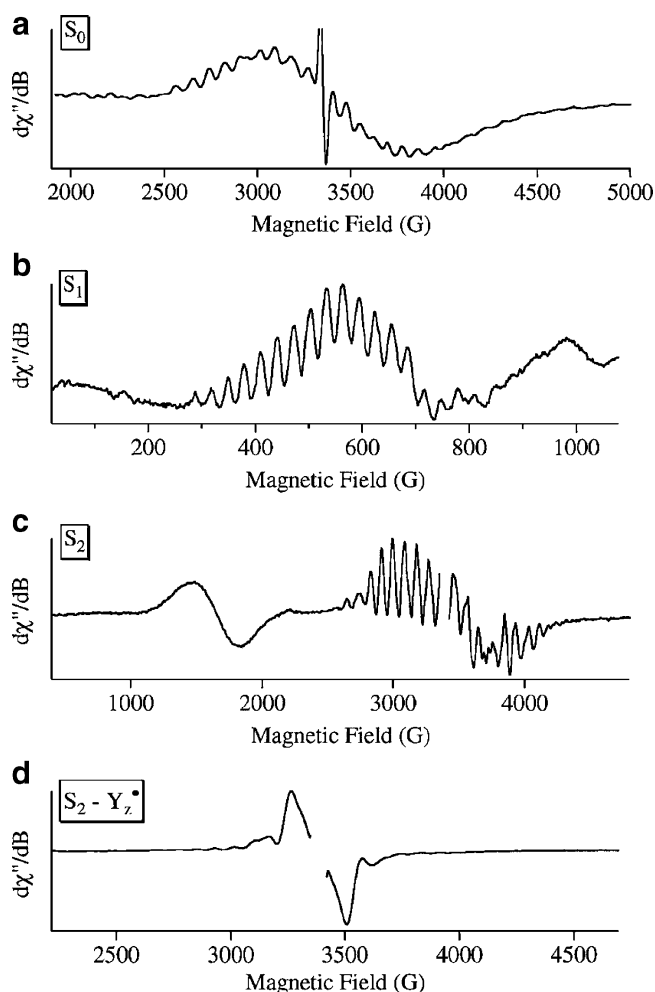 a
S₀
dχ"/dB
2000 2500 3000 3500 4000 4500 5000
Magnetic Field (G)
b
S₁
dχ"/dB
200 400 600 800 1000
Magnetic Field (G)
c
S₂
dχ"/dB
1000 2000 3000 4000
Magnetic Field (G)
d
S₂ - Y_z•
dχ"/dB
2500 3000 3500 4000 4500
Magnetic Field (G)